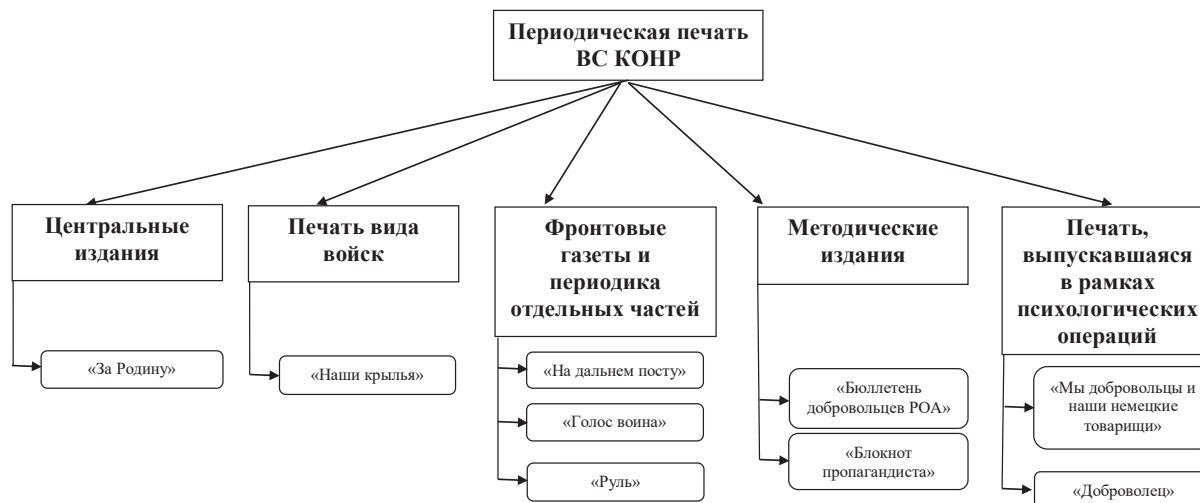 Периодическая печать
ВС КОНР
Центральные
издания
Печать вида
войск
Фронтовые
газеты и
периодика
отдельных частей
Методические
издания
Печать,
выпускавшаяся
в рамках
психологических
операций
«За Родину»
«Наши крылья»
«На дальнем посту»
«Голос воина»
«Руль»
«Бюллетень
добровольцев РОА»
«Блокнот
пропагандиста»
«Мы добровольцы и
наши немецкие
товарищи»
«Доброволец»